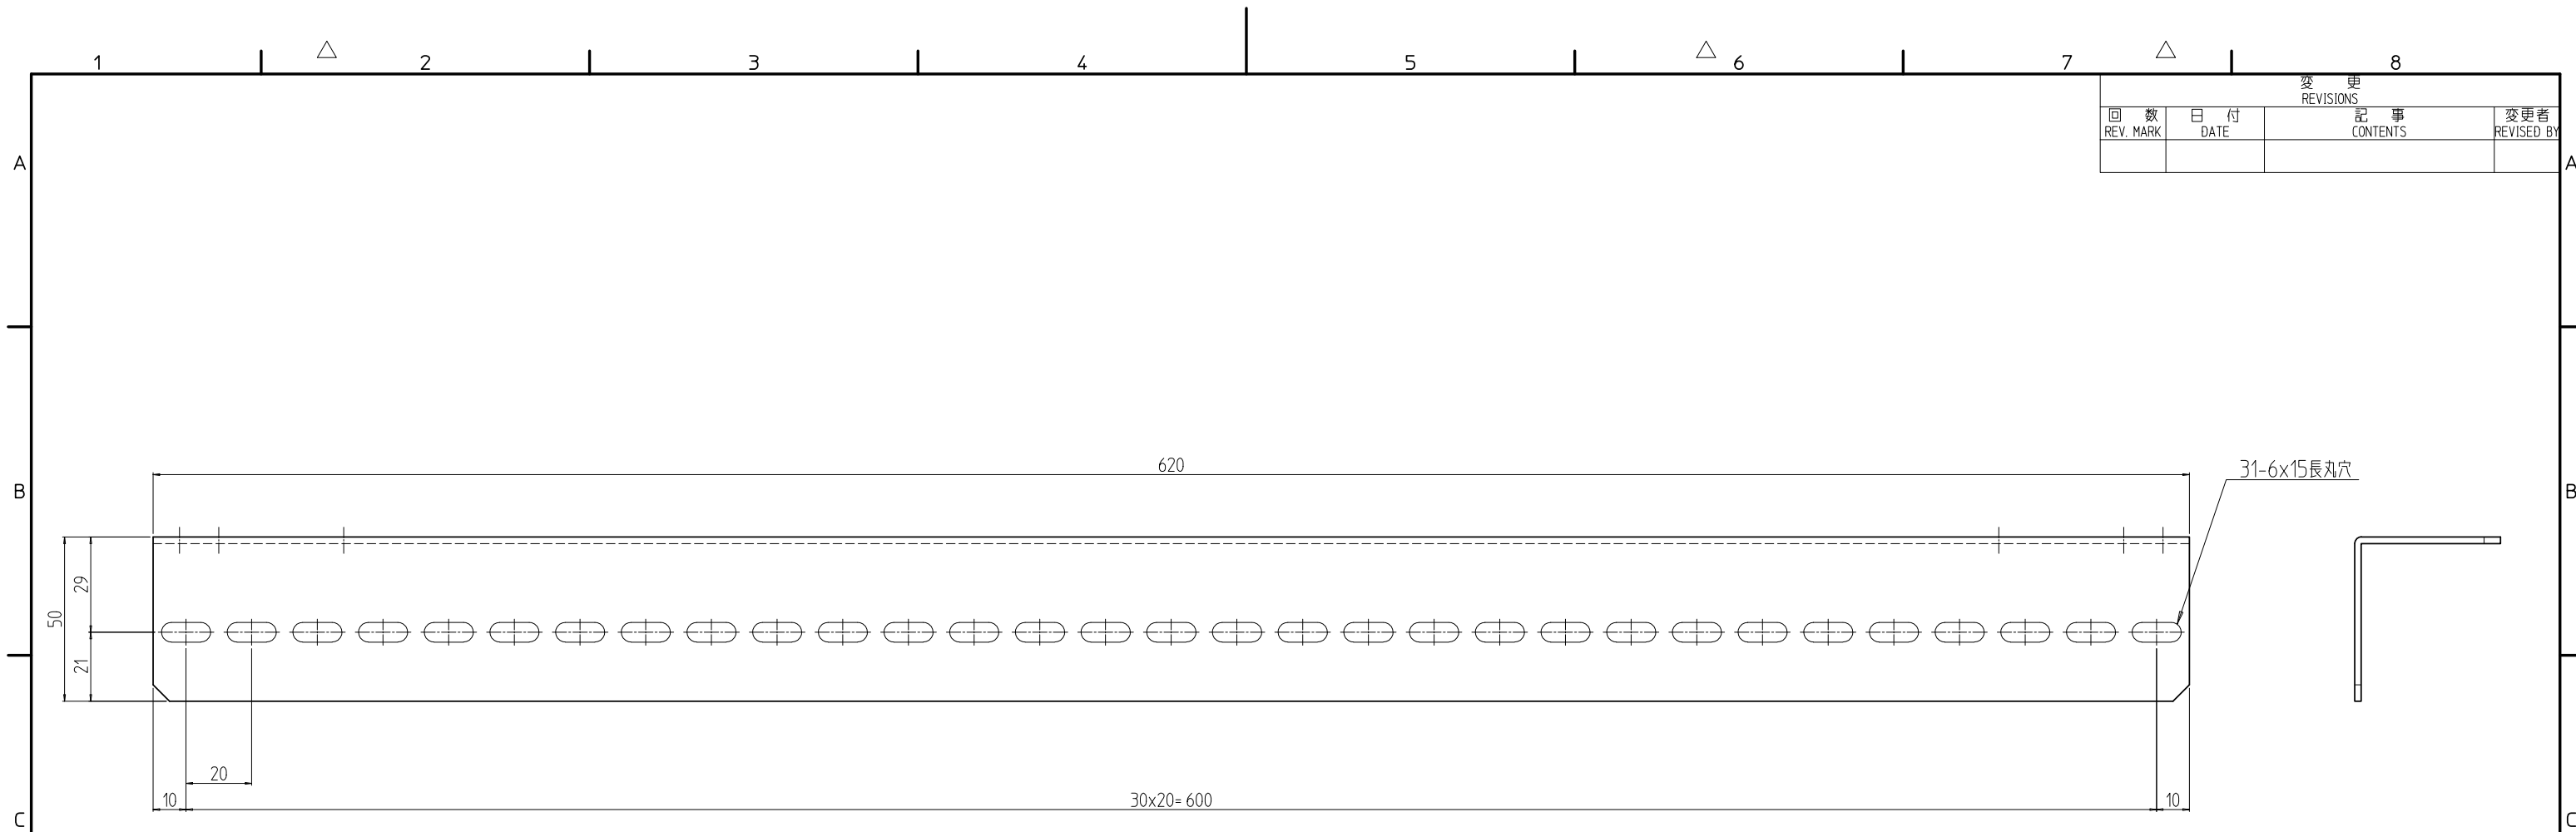 1 2 3 4 5 6 7 8
変更
REVISIONS
回数 日付 記事 変更者
REV. MARK DATE CONTENTS REVISED BY
A A
620
31-6x15長丸穴
B B
29
50
21
20
10 30x20=600 10
C C